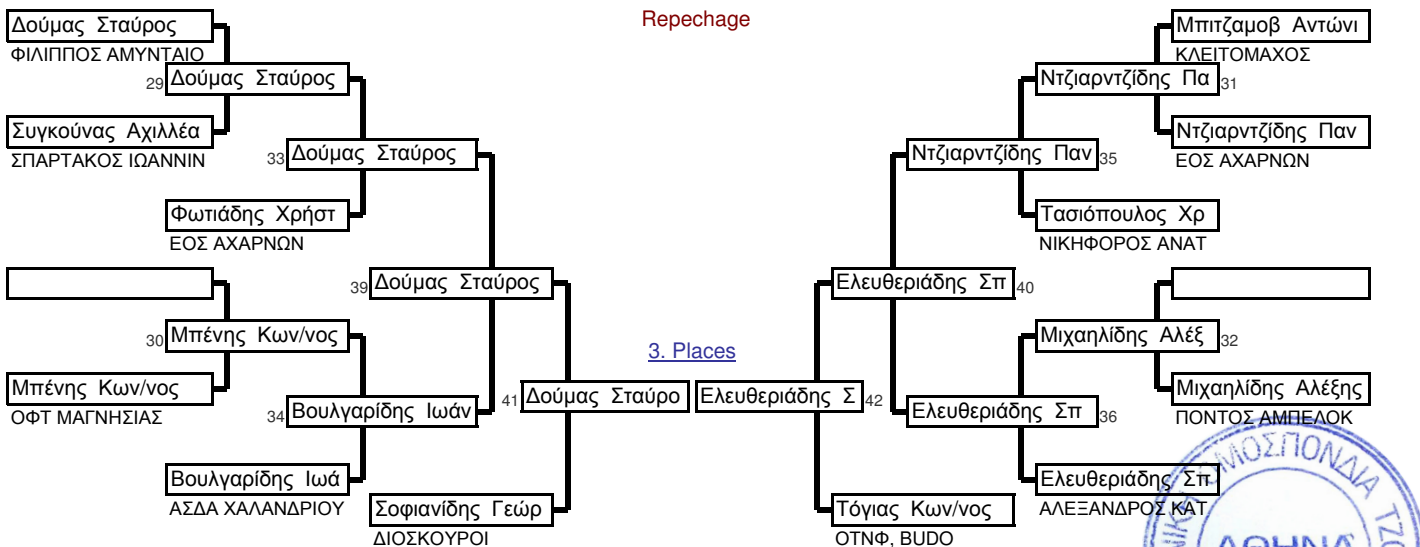 Repechage
Δούμας Σταύρος
ΦΙΛΙΠΠΟΣ ΑΜΥΝΤΑΙΟ
29
Δούμας Σταύρος
Συγκούνας Αχιλλέα
ΣΠΑΡΤΑΚΟΣ ΙΩΑΝΝΙΝ
33
Δούμας Σταύρος
Φωτιάδης Χρήστ
ΕΟΣ ΑΧΑΡΝΩΝ
39
Δούμας Σταύρος
30
Μπένης Κων/νος
Μπένης Κων/νος
ΟΦΤ ΜΑΓΝΗΣΙΑΣ
34
Βουλγαρίδης Ιωάν
Βουλγαρίδης Ιωά
ΑΣΔΑ ΧΑΛΑΝΔΡΙΟΥ
Σοφιανίδης Γεώρ
ΔΙΟΣΚΟΥΡΟΙ
3. Places
41
Δούμας Σταύρο
Ελευθεριάδης Σ
42
Μπιτζαμοβ Αντώνι
ΚΛΕΙΤΟΜΑΧΟΣ
Ντζιαρντζίδης Πα
31
Ντζιαρντζίδης Παν
ΕΟΣ ΑΧΑΡΝΩΝ
Ντζιαρντζίδης Παν
35
Τασιόπουλος Χρ
ΝΙΚΗΦΟΡΟΣ ΑΝΑΤ
Ελευθεριάδης Σπ
40
Μιχαηλίδης Αλέξ
32
Μιχαηλίδης Αλέξης
ΠΟΝΤΟΣ ΑΜΠΕΛΟΚ
Ελευθεριάδης Σπ
36
Ελευθεριάδης Σπ
ΑΛΕΞΑΝΔΡΟΣ ΚΑΤ
Τόγιας Κων/νος
ΟΤΝΦ, BUDO
ΟΜΟΣΠΟΝΔΙΑ
ΑΘΗΝΑ